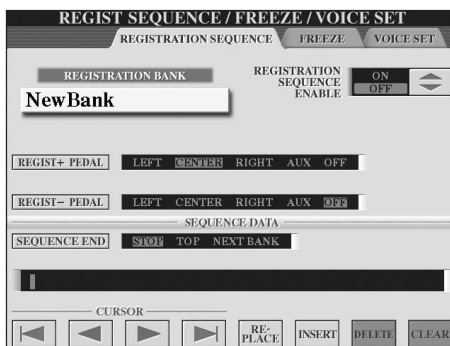 REGIST SEQUENCE / FREEZE / VOICE SET
REGISTRATION SEQUENCE FREEZE VOICE SET
REGISTRATION BANK
NewBank
REGISTRATION
SEQUENCE
ENABLE
ON
OFF
REGIST+ PEDAL LEFT CENTER RIGHT AUX OFF
REGIST− PEDAL LEFT CENTER RIGHT AUX OFF
SEQUENCE DATA
SEQUENCE END STOP TOP NEXT BANK
CURSOR
RE-
PLACE
INSERT DELETE CLEAR